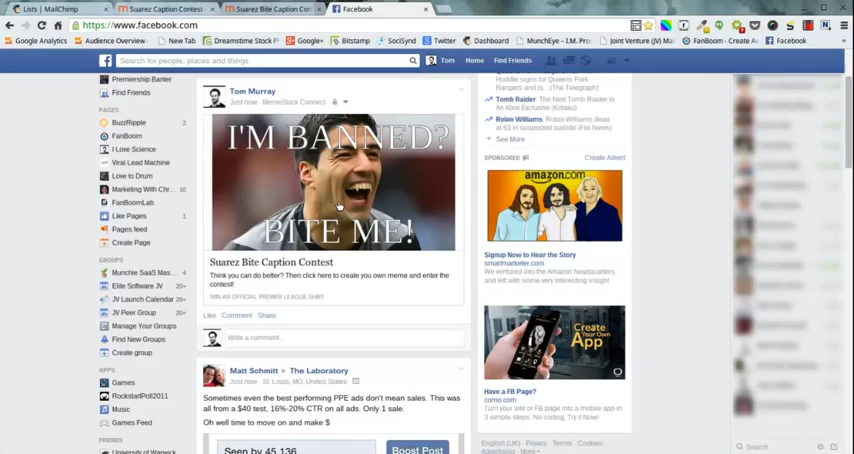 Lists | MailChimp
Suarez Caption Contest
Suarez Bite Caption Con
Facebook
https://www.facebook.com
Google Analytics
Audience Overview -
New Tab
Dreamstime Stock P
Google+
Bitstamp
SociSynd
Twitter
Dashboard
MunchEye - I.M. Pro
Joint Venture (JV) Ma
FanBoom - Create A
Facebook
Search for people, places and things
Tom
Home
Find Friends
Premiership Banter
Find Friends
PAGES
BuzzRipple 2
FanBoom
I Love Science
Viral Lead Machine
Love to Drum
Marketing With Chr... 10
FanBoomLab
Like Pages 1
Pages feed
Create Page
GROUPS
Munchie SaaS Mas... 4
Elite Software JV 20+
JV Launch Calendar 20+
JV Peer Group 20+
Manage Your Groups
Find New Groups
Create group
APPS
Games
RockstarPoll2011
Music
Games Feed
FRIENDS
University of Warwick
Tom Murray
Just now · MemeStack Connect
I'M BANNED?
BITE ME!
Suarez Bite Caption Contest
Think you can do better? Then click here to create you own meme and enter the
contest!
WIN AN OFFICIAL PREMIER LEAGUE SHIRT
Like · Comment · Share
Write a comment...
Matt Schmitt ▸ The Laboratory
Just now · St. Louis, MO, United States
Sometimes even the best performing PPE ads don't mean sales. This was
all from a $40 test, 16%-20% CTR on all ads. Only 1 sale.
Oh well time to move on and make $
Seen by 45,136
Boost Post
Hoddle signs for Queens Park
Rangers and is... (The
Telegraph)
Tomb Raider: The Next Tomb Raider Is
An Xbox Exclusive (Kotaku)
Robin Williams: Robin Williams dead
at 63 in suspected suicide (Fox News)
See More
SPONSORED
Create Advert
amazon.com
Signup Now to Hear the Story
smartmarketer.com
We ventured into the Amazon headquarters,
and left with some very interesting insight.
Create
Your Own
App
Have a FB Page?
como.com
Turn your site or FB page into a mobile app in
3 simple steps. No coding, Try it Now!
English (UK) · Privacy · Terms · Cookies ·
Advertising · More
Search